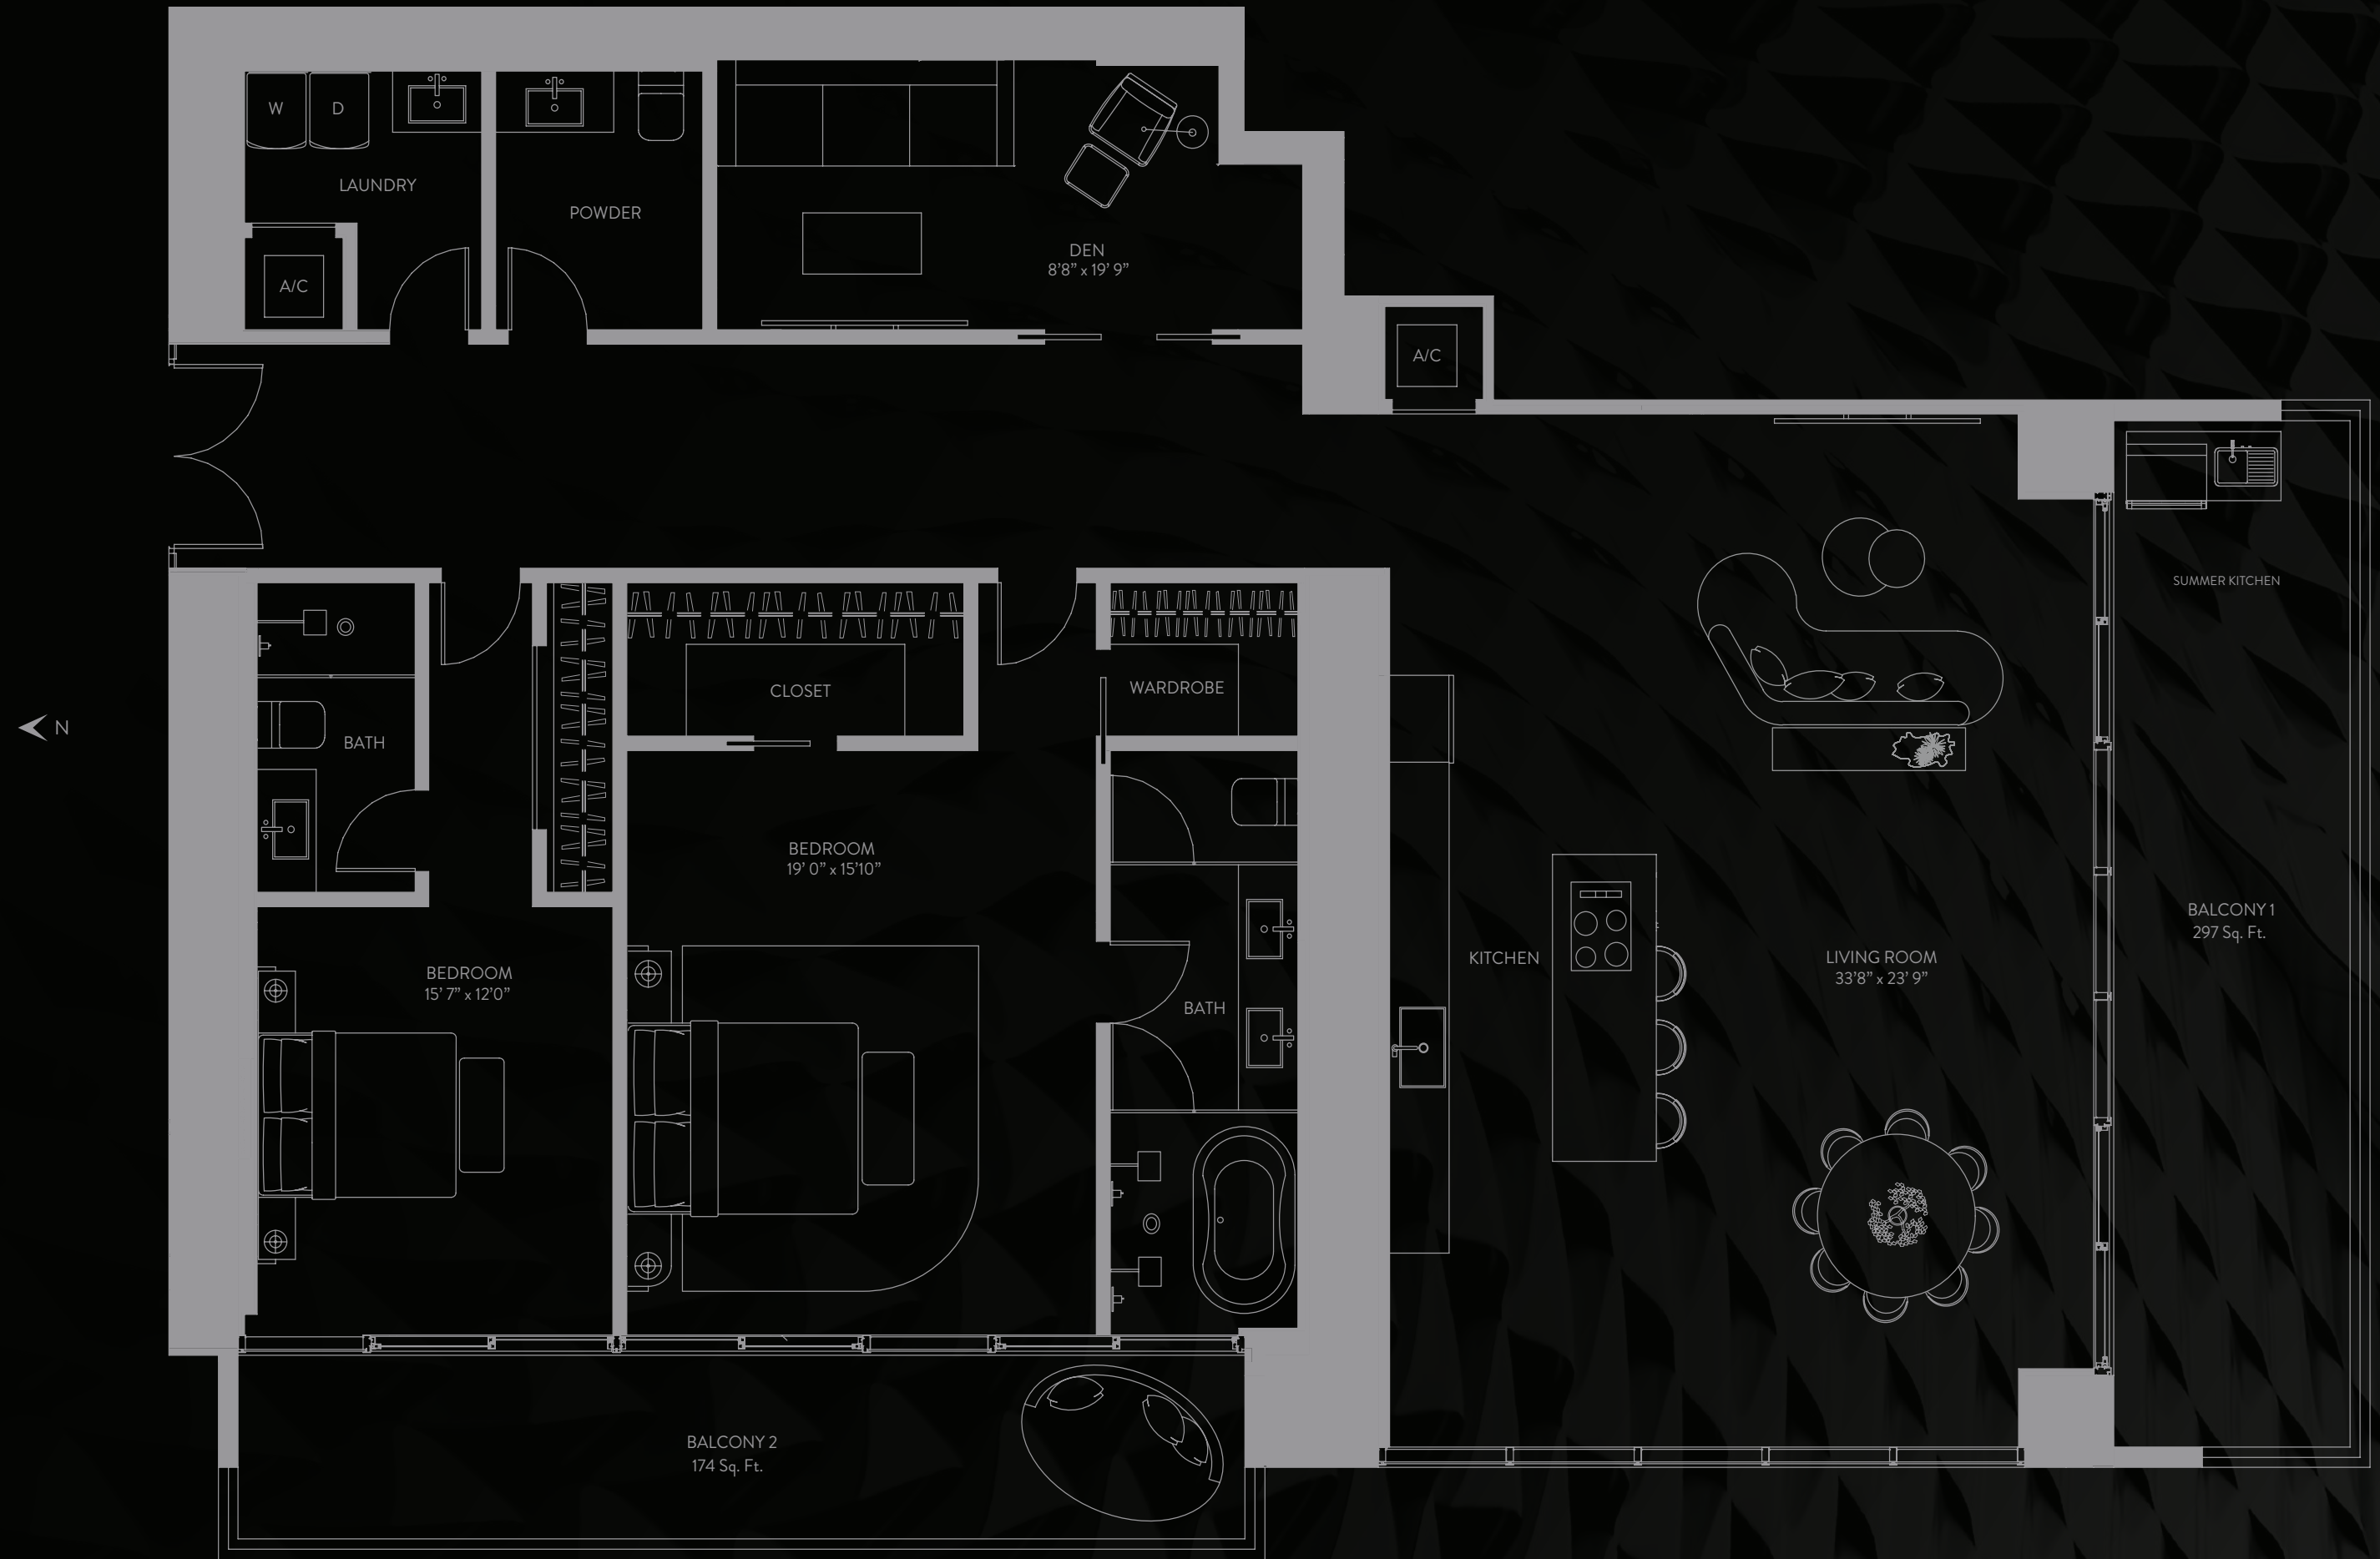 W
D
LAUNDRY
A/C
POWDER
DEN
8’8” x 19’ 9”
A/C
SUMMER KITCHEN
N
BATH
CLOSET
WARDROBE
BEDROOM
19’ 0” x 15’10”
BEDROOM
15’ 7” x 12’0”
BATH
KITCHEN
LIVING ROOM
33’8” x 23’ 9”
BALCONY 1
297 Sq. Ft.
BALCONY 2
174 Sq. Ft.